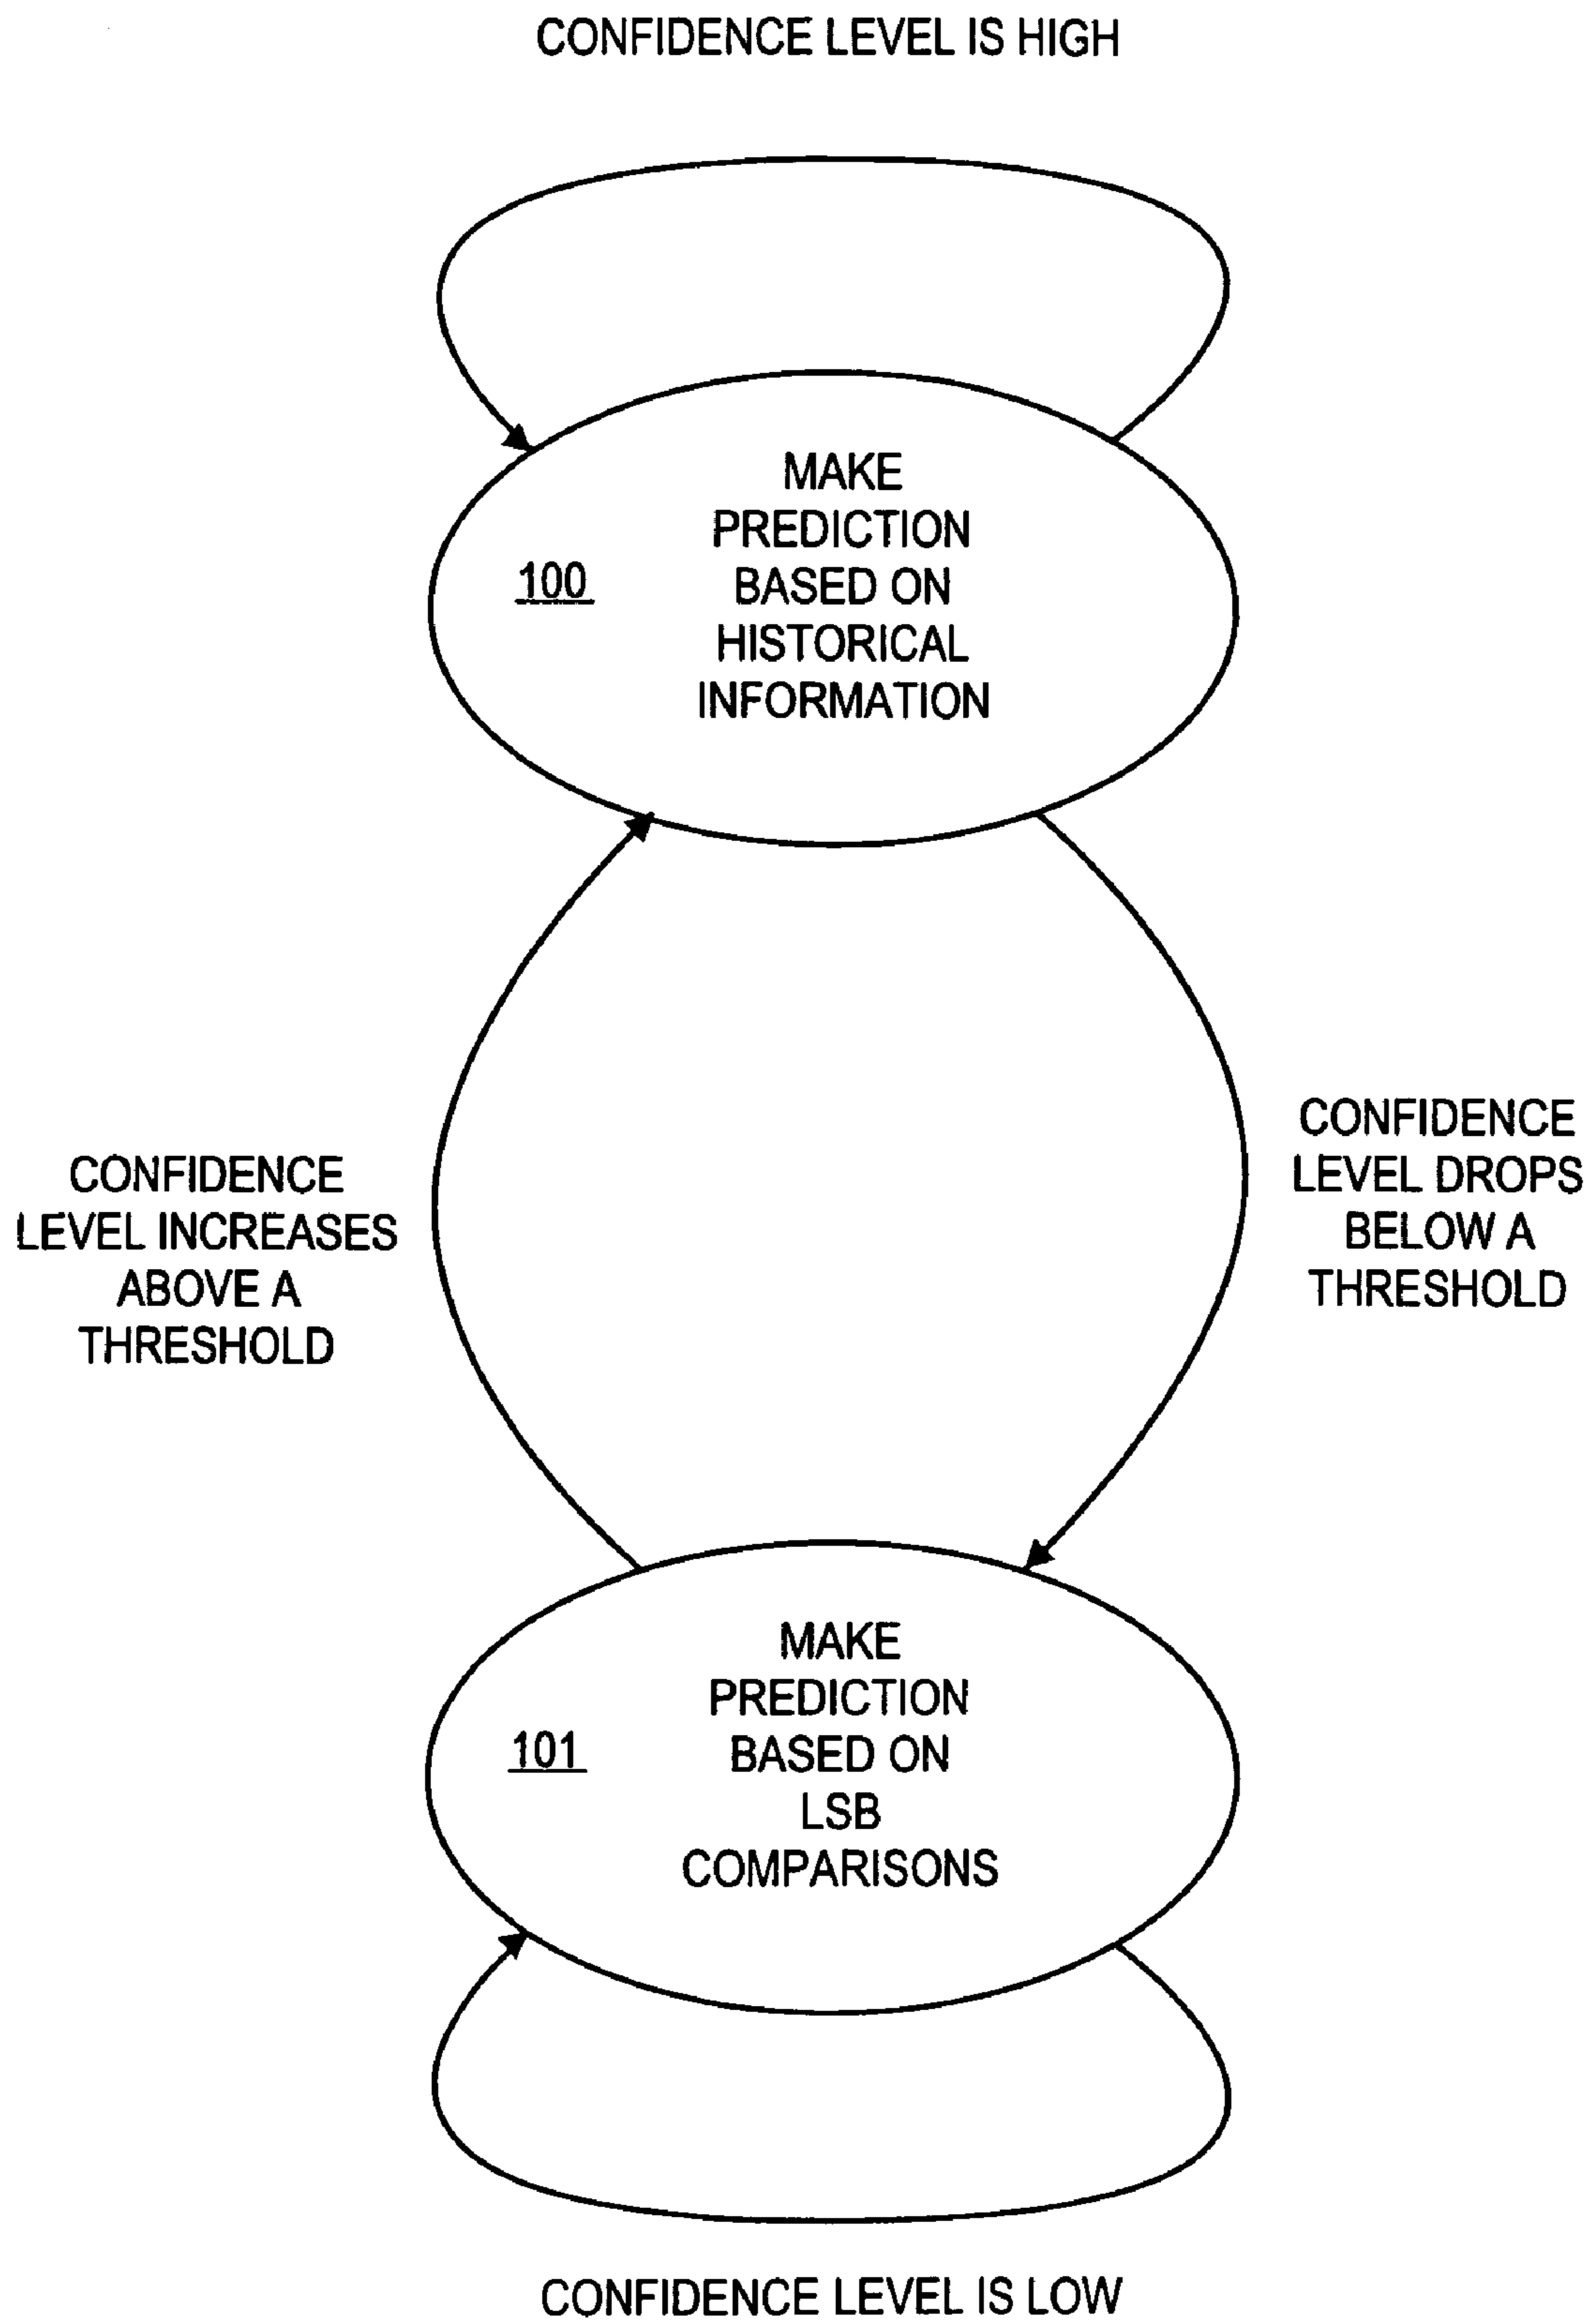 CONFIDENCE LEVEL IS HIGH
MAKE
PREDICTION
BASED ON
HISTORICAL
INFORMATION
100
CONFIDENCE
LEVEL INCREASES
ABOVE A
THRESHOLD
CONFIDENCE
LEVEL DROPS
BELOW A
THRESHOLD
MAKE
PREDICTION
BASED ON
LSB
COMPARISONS
101
CONFIDENCE LEVEL IS LOW